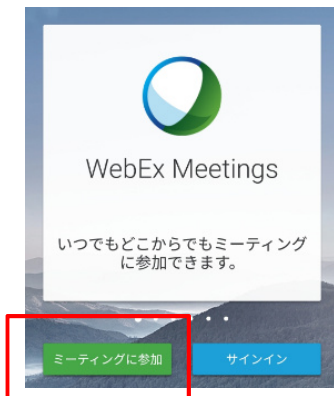 WebEx Meetings
いつでもどこからでもミーティング
に参加できます。
ミーティングに参加
サインイン